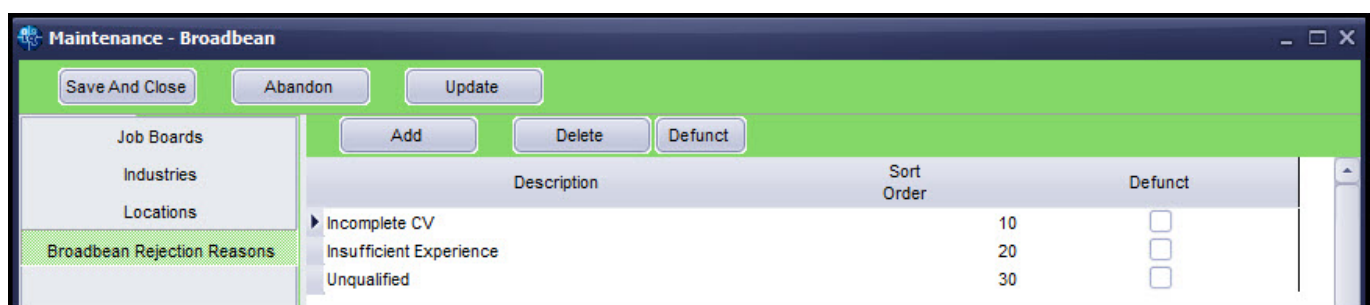 Maintenance - Broadbean
Save And Close Abandon Update
Job Boards
Industries
Locations
Broadbean Rejection Reasons
Add Delete Defunct
Description Sort Order Defunct
Incomplete CV 10
Insufficient Experience 20
Unqualified 30